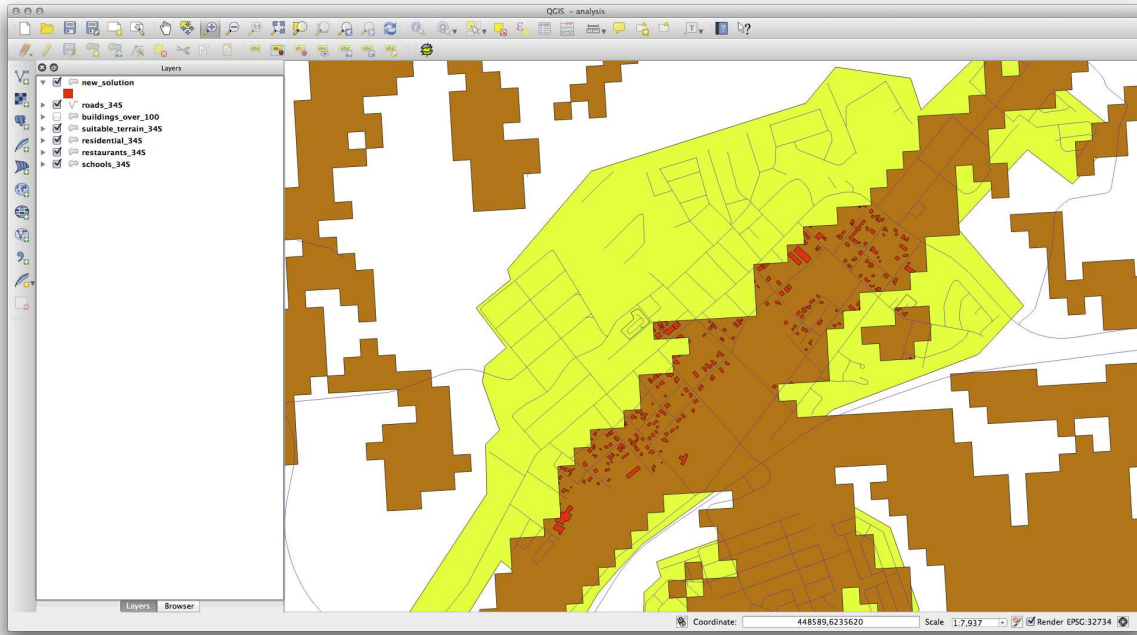 QGIS - analysis
Layers
new_solution
roads_34S
buildings_over_100
suitable_terrain_34S
residential_34S
restaurants_34S
schools_34S
Layers Browser
Coordinate: 448589,6235620 Scale 1:7,937 Render EPSG:32734